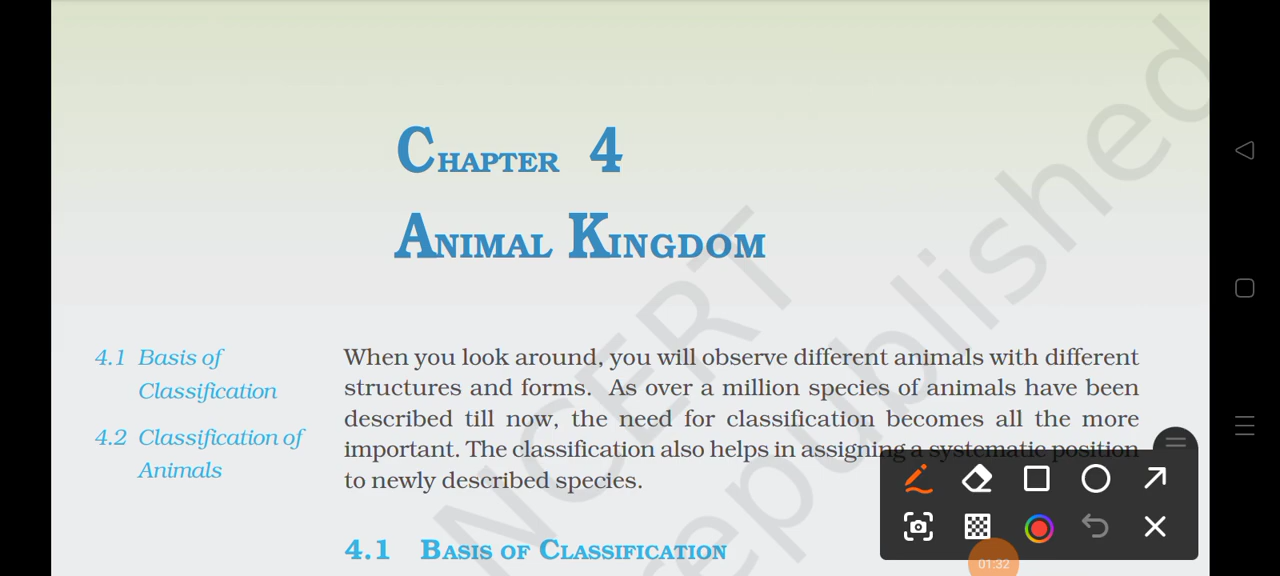 CHAPTER 4
ANIMAL KINGDOM
4.1 Basis of
Classification
4.2 Classification of
Animals
When you look around, you will observe different animals with different
structures and forms. As over a million species of animals have been
described till now, the need for classification becomes all the more
important. The classification also helps in assigning a systematic position
to newly described species.
4.1 BASIS OF CLASSIFICATION
NCERT
republished
01:32